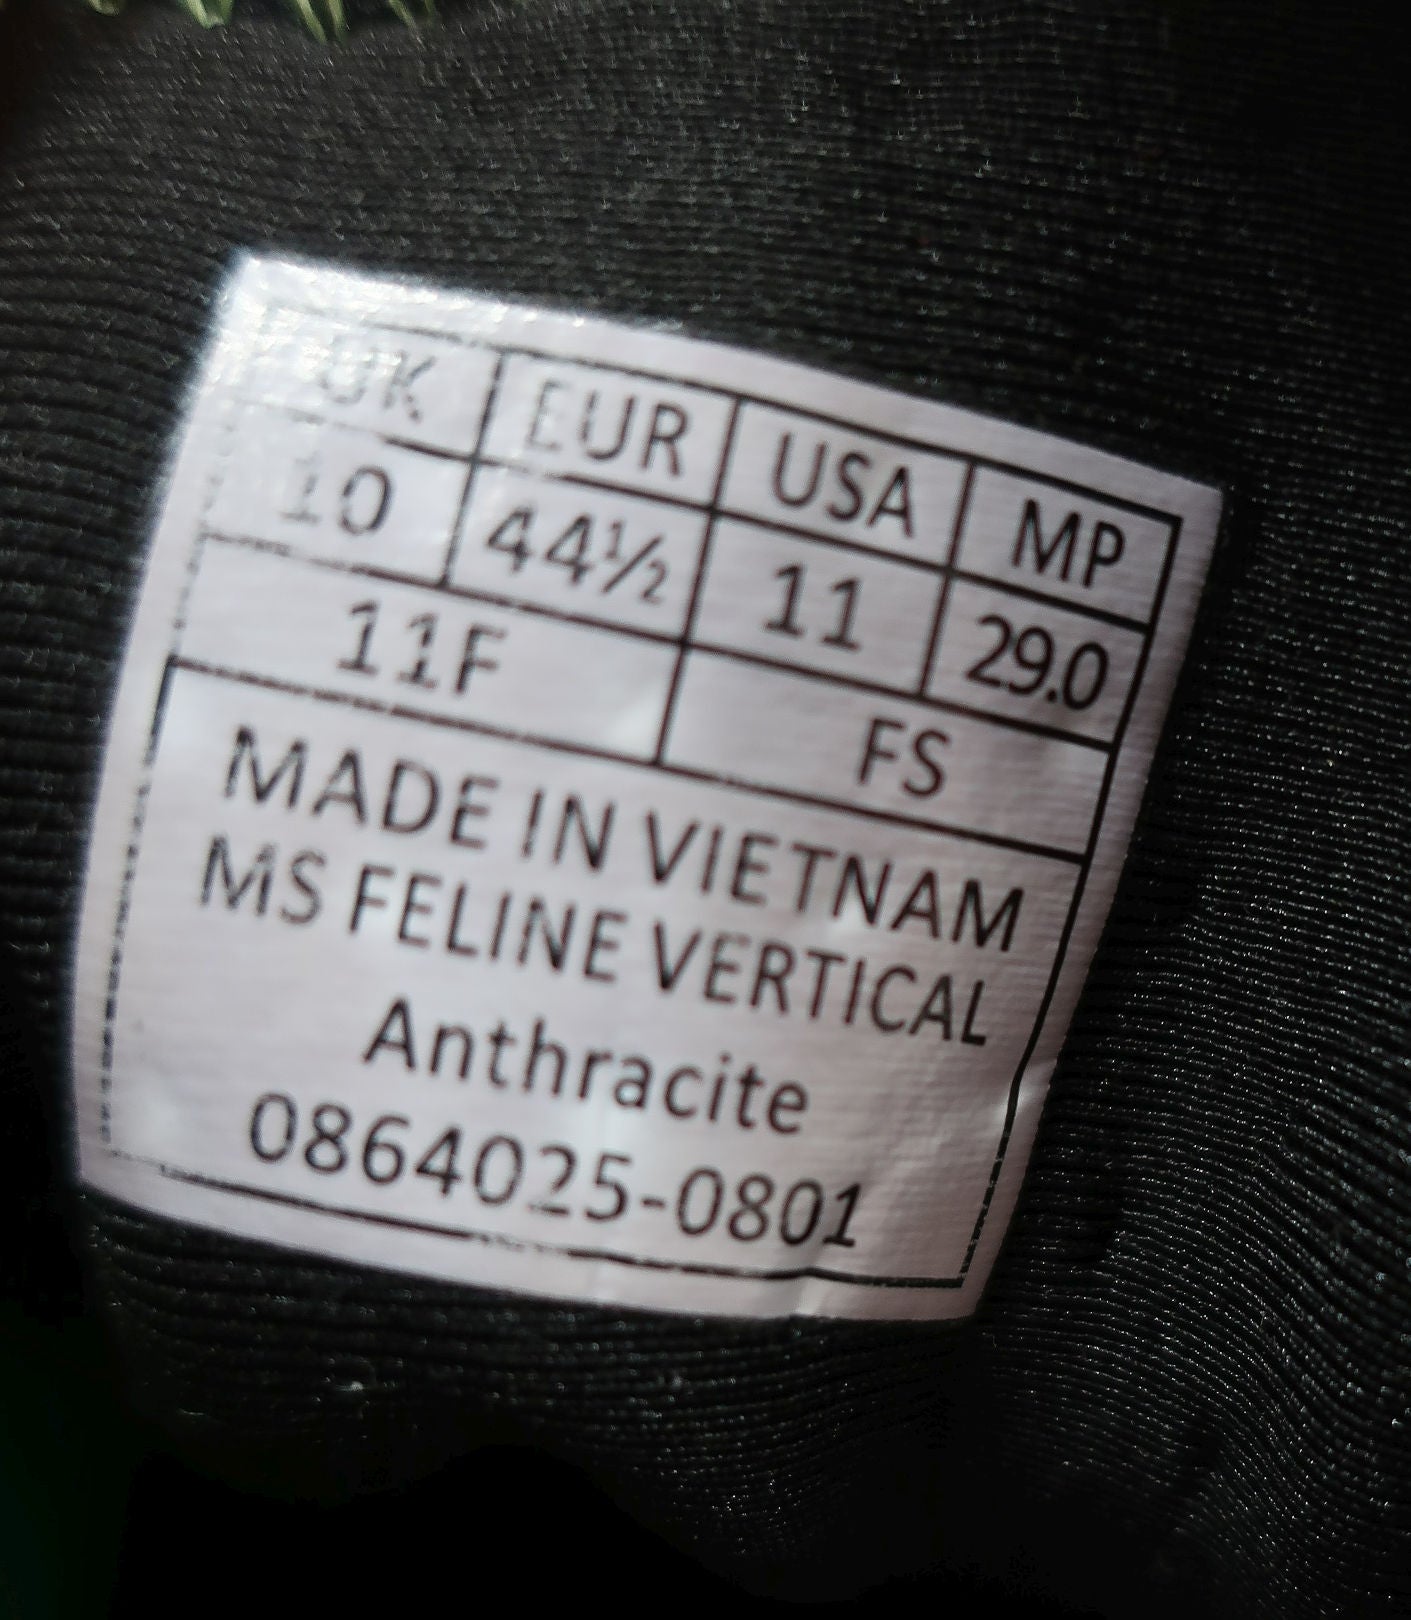 UK EUR USA MP
10 44½ 11 29.0
11F FS
MADE IN VIETNAM
MS FELINE VERTICAL
Anthracite
0864025-0801